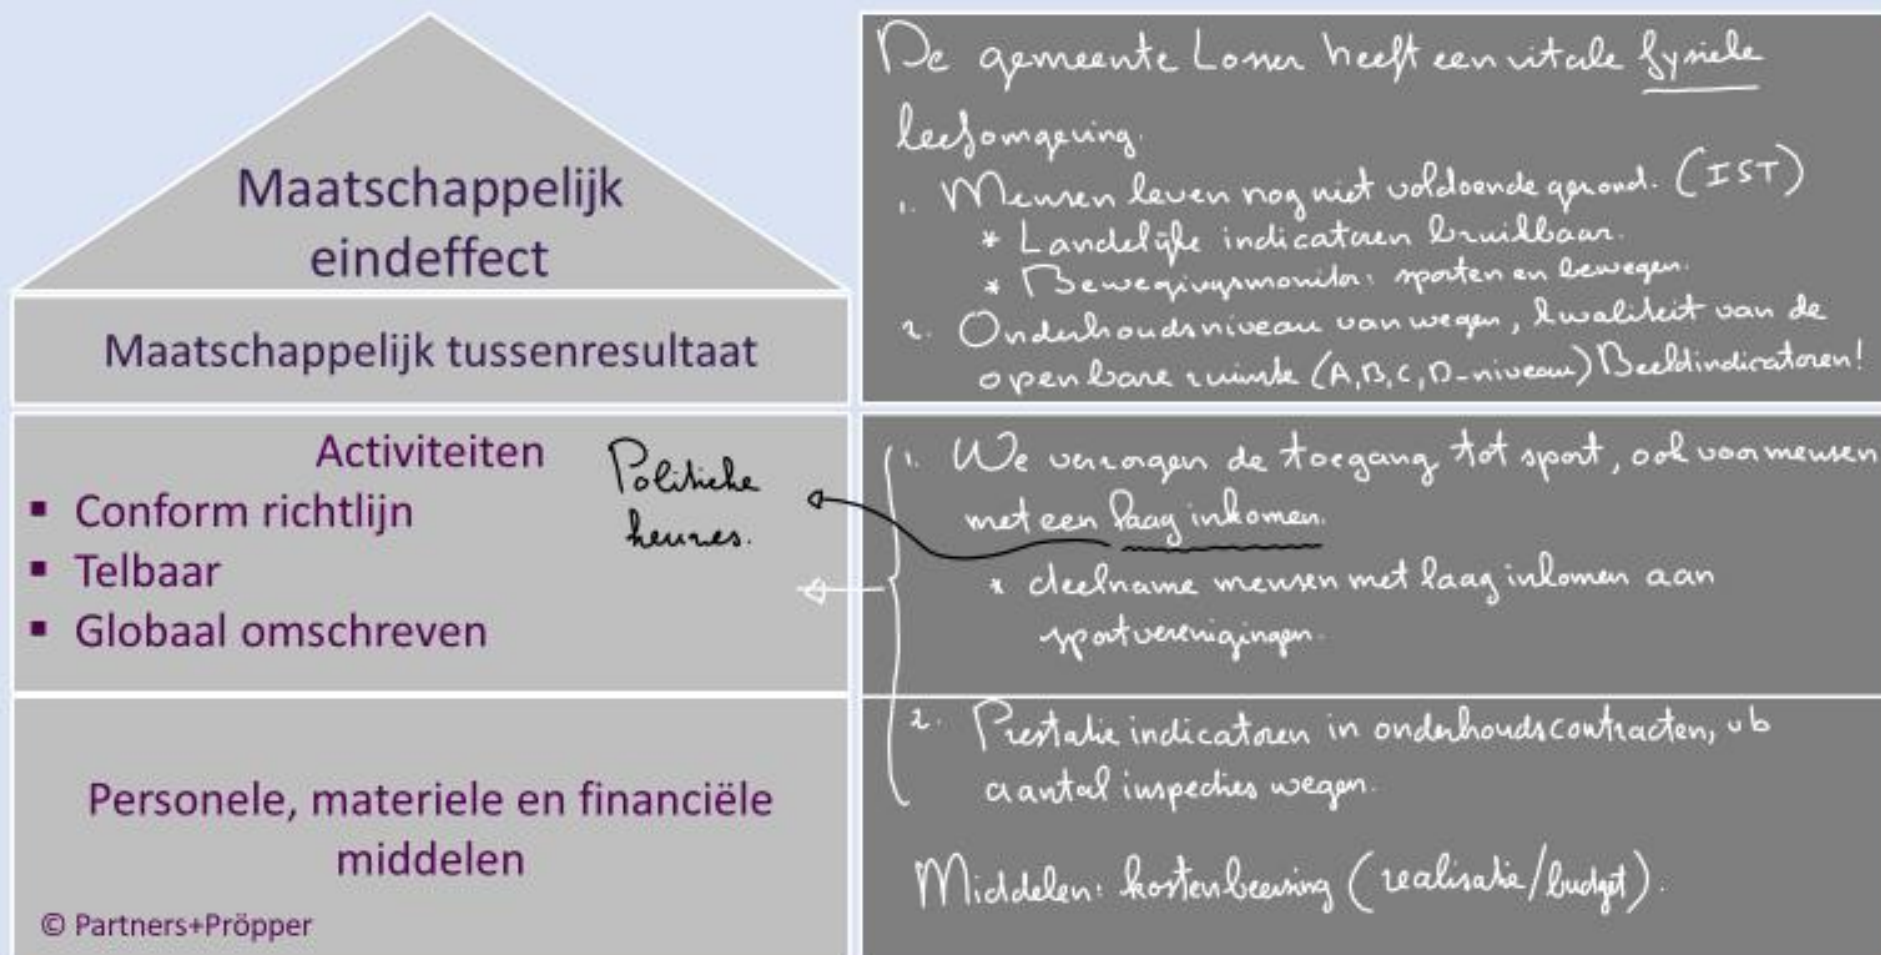 Maatschappelijk
eindeffect
Maatschappelijk tussenresultaat
Activiteiten
▪ Conform richtlijn
▪ Telbaar
▪ Globaal omschreven
Politieke
keuzes.
Personele, materiele en financiële
middelen
© Partners+Pröpper
De gemeente Losser heeft een vitale fysieke
leefomgeving.
1. Mensen leven nog niet voldoende gezond. (IST)
* Landelijke indicatoren bruikbaar.
* Bewegingsmonitor: sporten en bewegen.
2. Onderhoudsniveau van wegen, kwaliteit van de
openbare ruimte (A,B,C,D-niveau) Beeldindicatoren!
1. We verzorgen de toegang tot sport, ook voor mensen
met een laag inkomen.
* deelname mensen met laag inkomen aan
sportverenigingen.
2. Prestatie indicatoren in onderhoudscontracten, vb
aantal inspecties wegen.
Middelen: kosten (realisatie/budget).